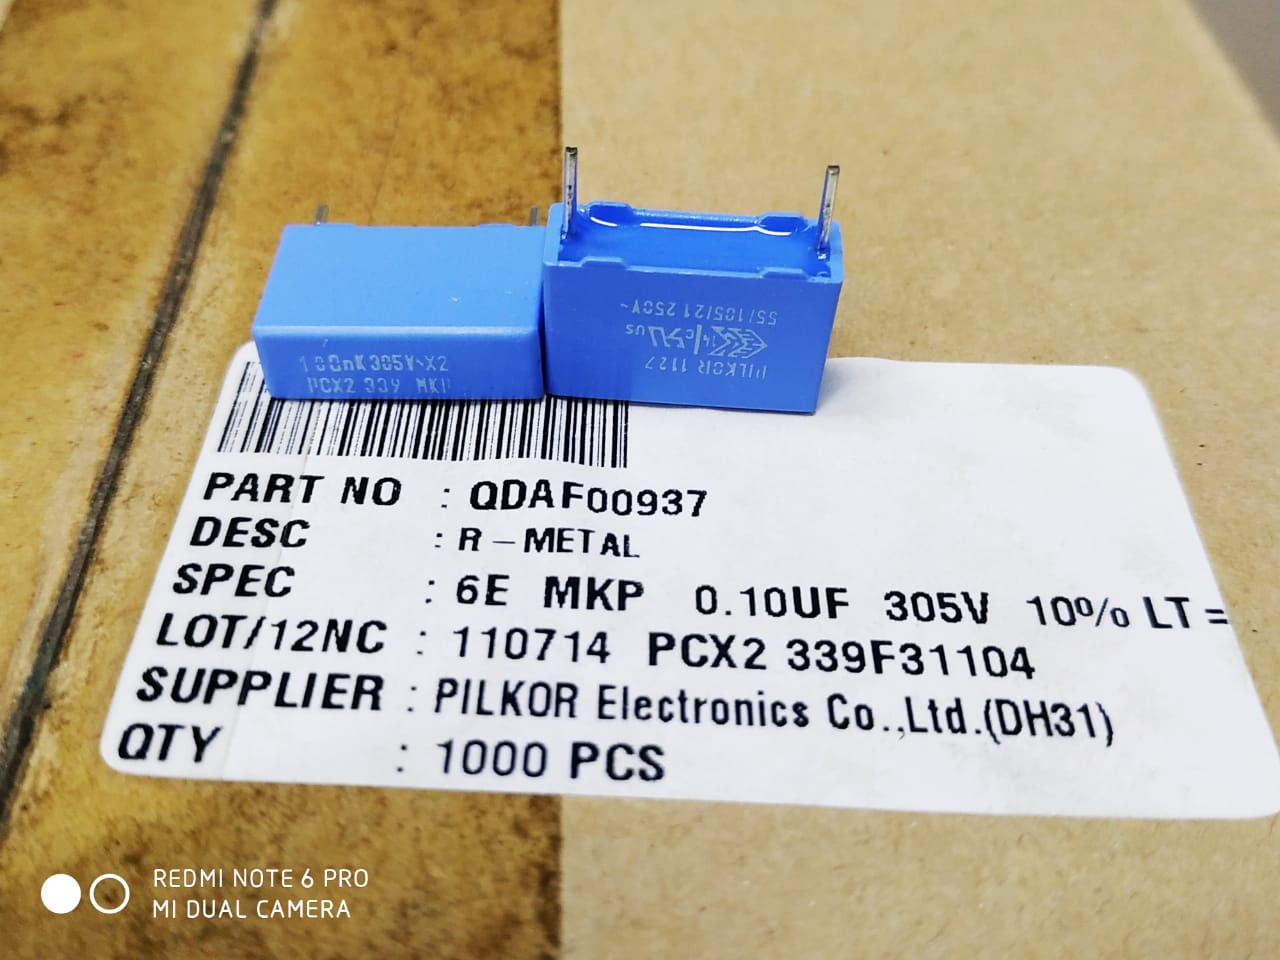 100nK305V~X2
PCX2 339 MKP
55/105/21 250V~
PILKOR 1127
PART NO : QDAF00937
DESC : R-METAL
SPEC : 6E MKP 0.10UF 305V 10% LT =
LOT/12NC : 110714 PCX2 339F31104
SUPPLIER : PILKOR Electronics Co.,Ltd.(DH31)
QTY : 1000 PCS
REDMI NOTE 6 PRO
MI DUAL CAMERA